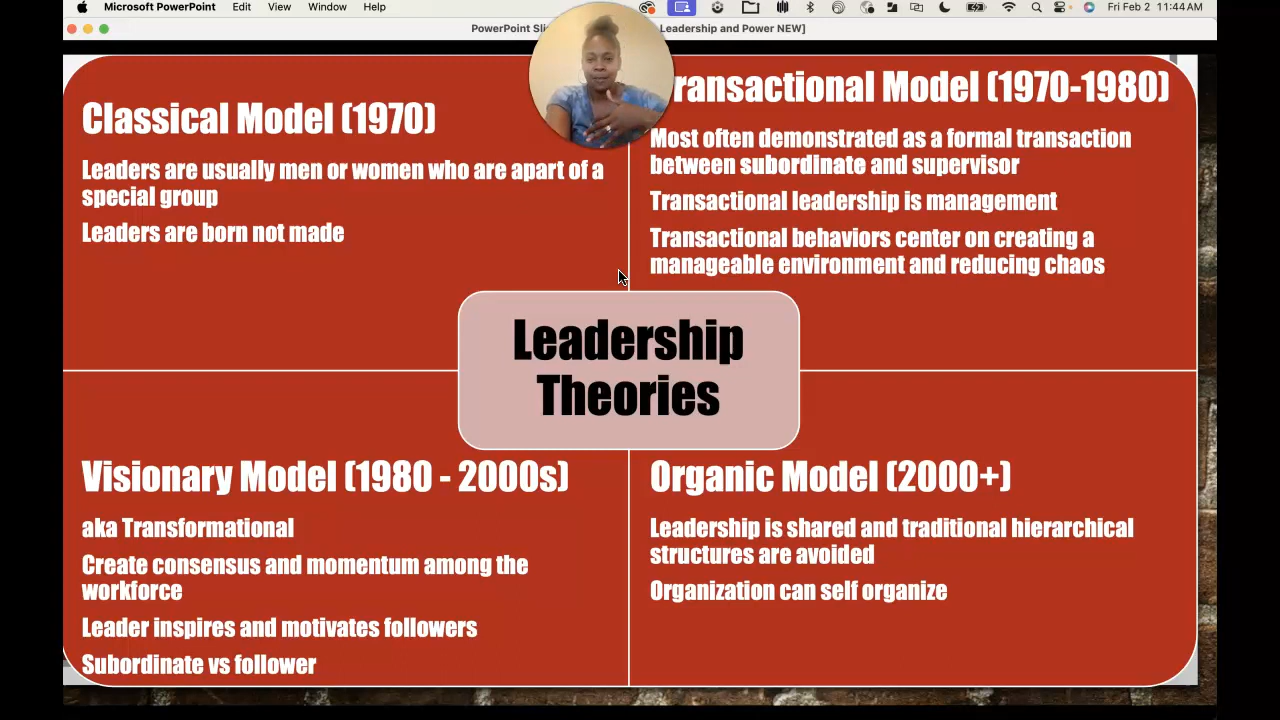 Microsoft PowerPoint Edit View Window Help
Fri Feb 2 11:44 AM
Leadership and Power NEW]
Classical Model (1970)
Leaders are usually men or women who are apart of a
special group
Leaders are born not made
ransactional Model (1970-1980)
Most often demonstrated as a formal transaction
between subordinate and supervisor
Transactional leadership is management
Transactional behaviors center on creating a
manageable environment and reducing chaos
Leadership
Theories
Visionary Model (1980 - 2000s)
aka Transformational
Create consensus and momentum among the
workforce
Leader inspires and motivates followers
Subordinate vs follower
Organic Model (2000+)
Leadership is shared and traditional hierarchical
structures are avoided
Organization can self organize